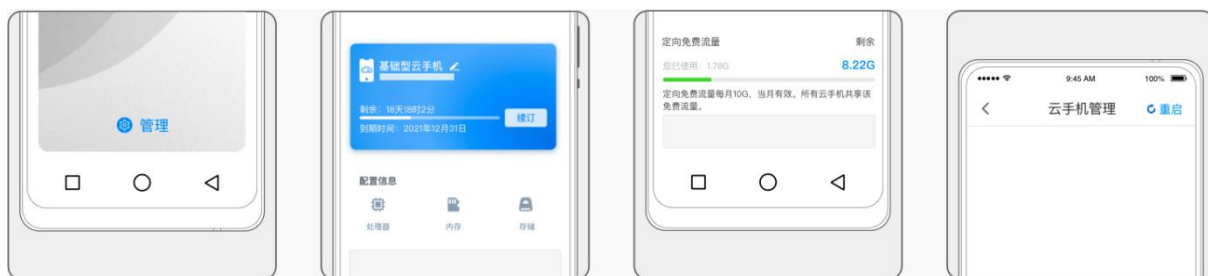 管理
基础型云手机
剩余：18天18时2分
续订
到期时间：2021年12月31日
配置信息
处理器 内存 存储
定向免费流量 剩余
您已使用：1.78G 8.22G
定向免费流量每月10G，当月有效。所有云手机共享该
免费流量。
9:45 AM 100%
云手机管理 重启